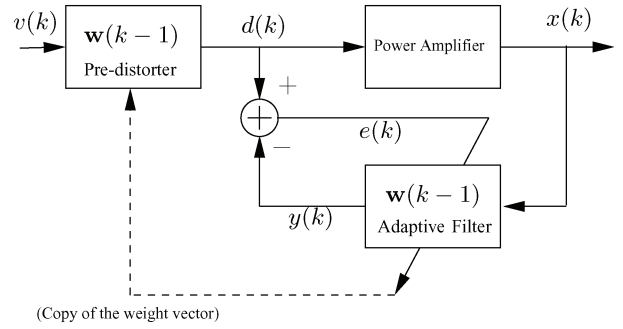 v(k)
w(k − 1)
Pre-distorter
d(k)
Power Amplifier
x(k)
+
−
e(k)
y(k)
w(k − 1)
Adaptive Filter
(Copy of the weight vector)